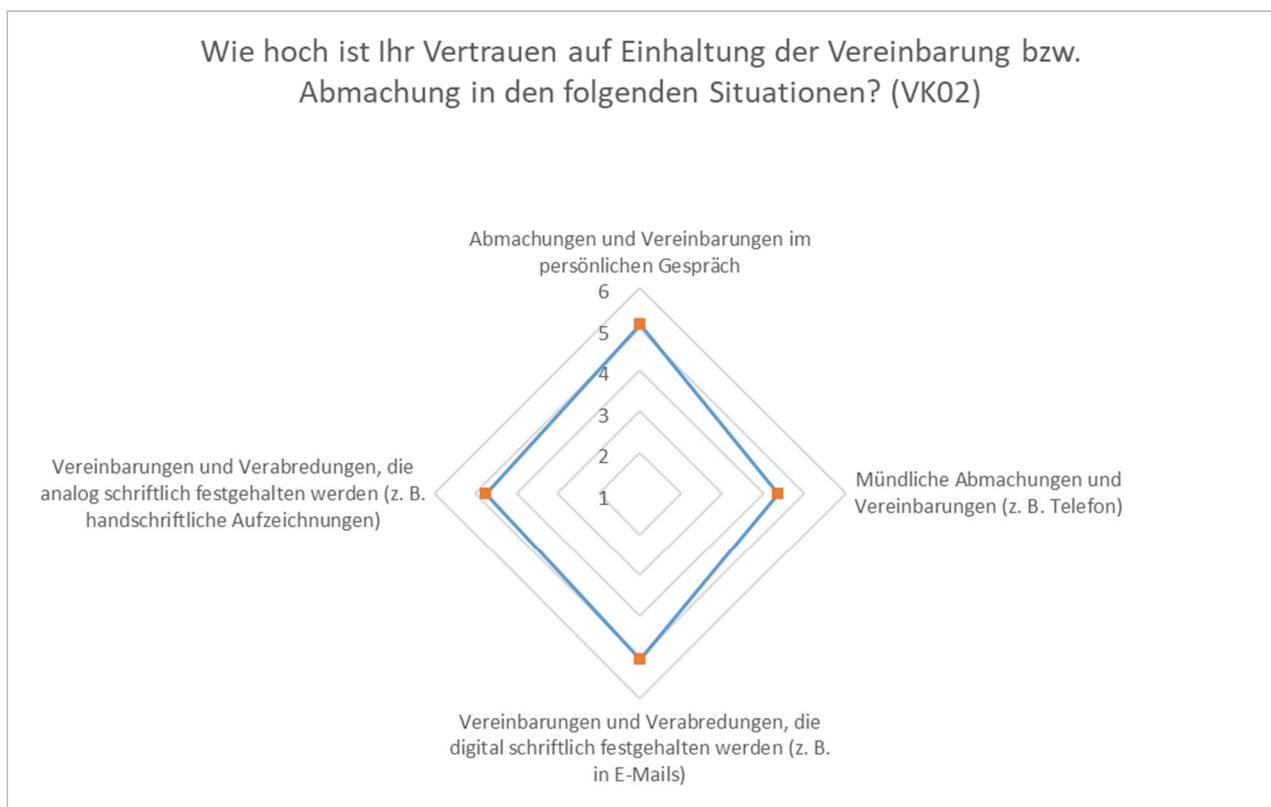 Wie hoch ist Ihr Vertrauen auf Einhaltung der Vereinbarung bzw.
Abmachung in den folgenden Situationen? (VK02)
Abmachungen und Vereinbarungen im
persönlichen Gespräch
6
5
4
3
2
1
Mündliche Abmachungen und
Vereinbarungen (z. B. Telefon)
Vereinbarungen und Verabredungen, die
digital schriftlich festgehalten werden (z. B.
in E-Mails)
Vereinbarungen und Verabredungen, die
analog schriftlich festgehalten werden (z. B.
handschriftliche Aufzeichnungen)